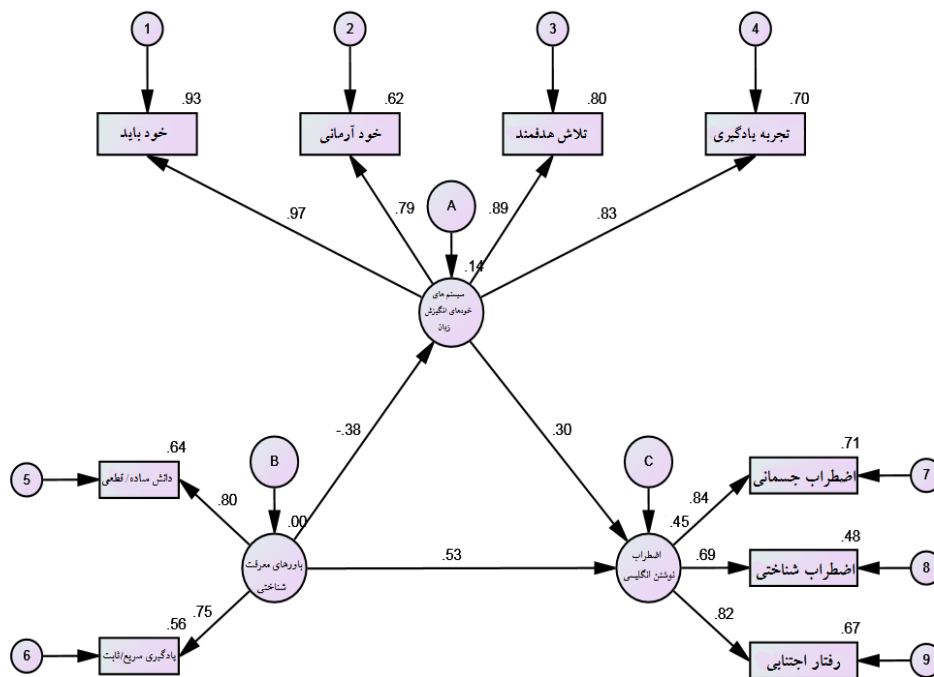 1
2
3
4
.93
.62
.80
.70
خود باید
خود آرمانی
تلاش هدفمند
تجربه یادگیری
.97
.79
.89
.83
A
.14
سیستم های
خودهای انگیزش
زبان
-.38
.30
5
.64
دانش ساده/ قطعی
.80
B
.00
باورهای معرفت
شناختی
.53
C
.45
اضطراب
نوشتن انگلیسی
.84
.71
اضطراب جسمانی
7
.69
.48
اضطراب شناختی
8
.75
.56
6
یادگیری سریع/ثابت
.82
.67
رفتار اجتنابی
9